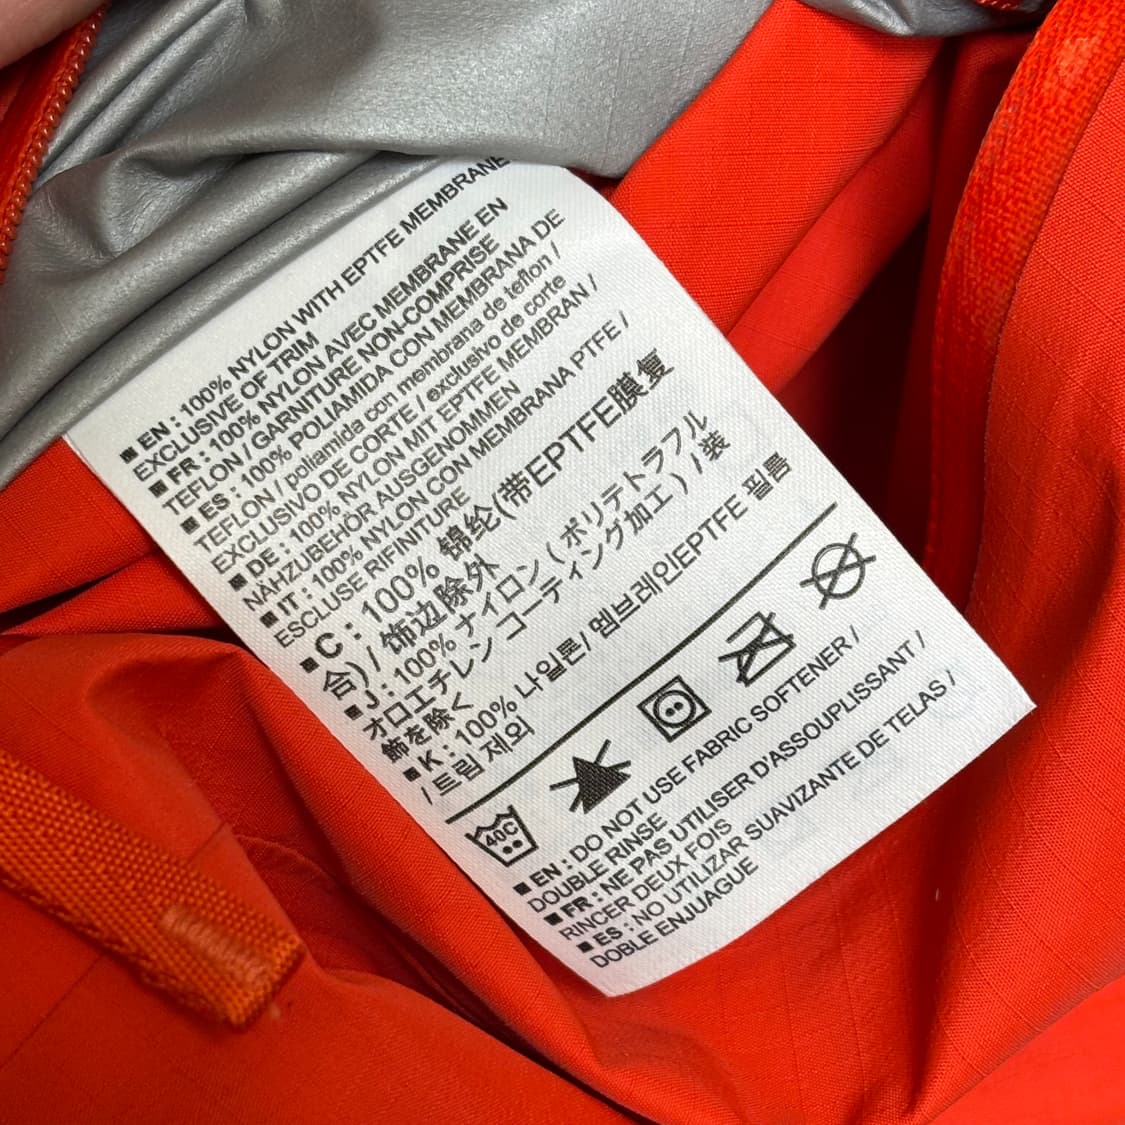 ■ EN : 100% NYLON WITH EPTFE MEMBRANE
EXCLUSIVE OF TRIM
■ FR : 100% NYLON AVEC MEMBRANE EN
TEFLON / GARNITURE NON-COMPRISE
■ ES : 100% POLIAMIDA CON MEMBRANA DE
TEFLON / poliamida con membrana de teflon /
EXCLUSIVO DE CORTE / exclusivo de corte
■ DE : 100% NYLON MIT EPTFE MEMBRAN /
NÄHZUBEHÖR AUSGENOMMEN
■ IT : 100% NYLON CON MEMBRANA PTFE /
ESCLUSE RIFINITURE
■ C : 100% 锦纶(带EPTFE膜复
合) / 饰边除外
■ J : 100% ナイロン ( ポリテトラフル
オロエチレン コーティング加工 ) / 装
飾を除く
■ K : 100% 나일론/ 멤브레인EPTFE 필름
/ 트림 제외
40C
■ EN : DO NOT USE FABRIC SOFTENER /
DOUBLE RINSE
■ FR : NE PAS UTILISER D'ASSOUPLISSANT /
RINCER DEUX FOIS
■ ES : NO UTILIZAR SUAVIZANTE DE TELAS /
DOBLE ENJUAGUE